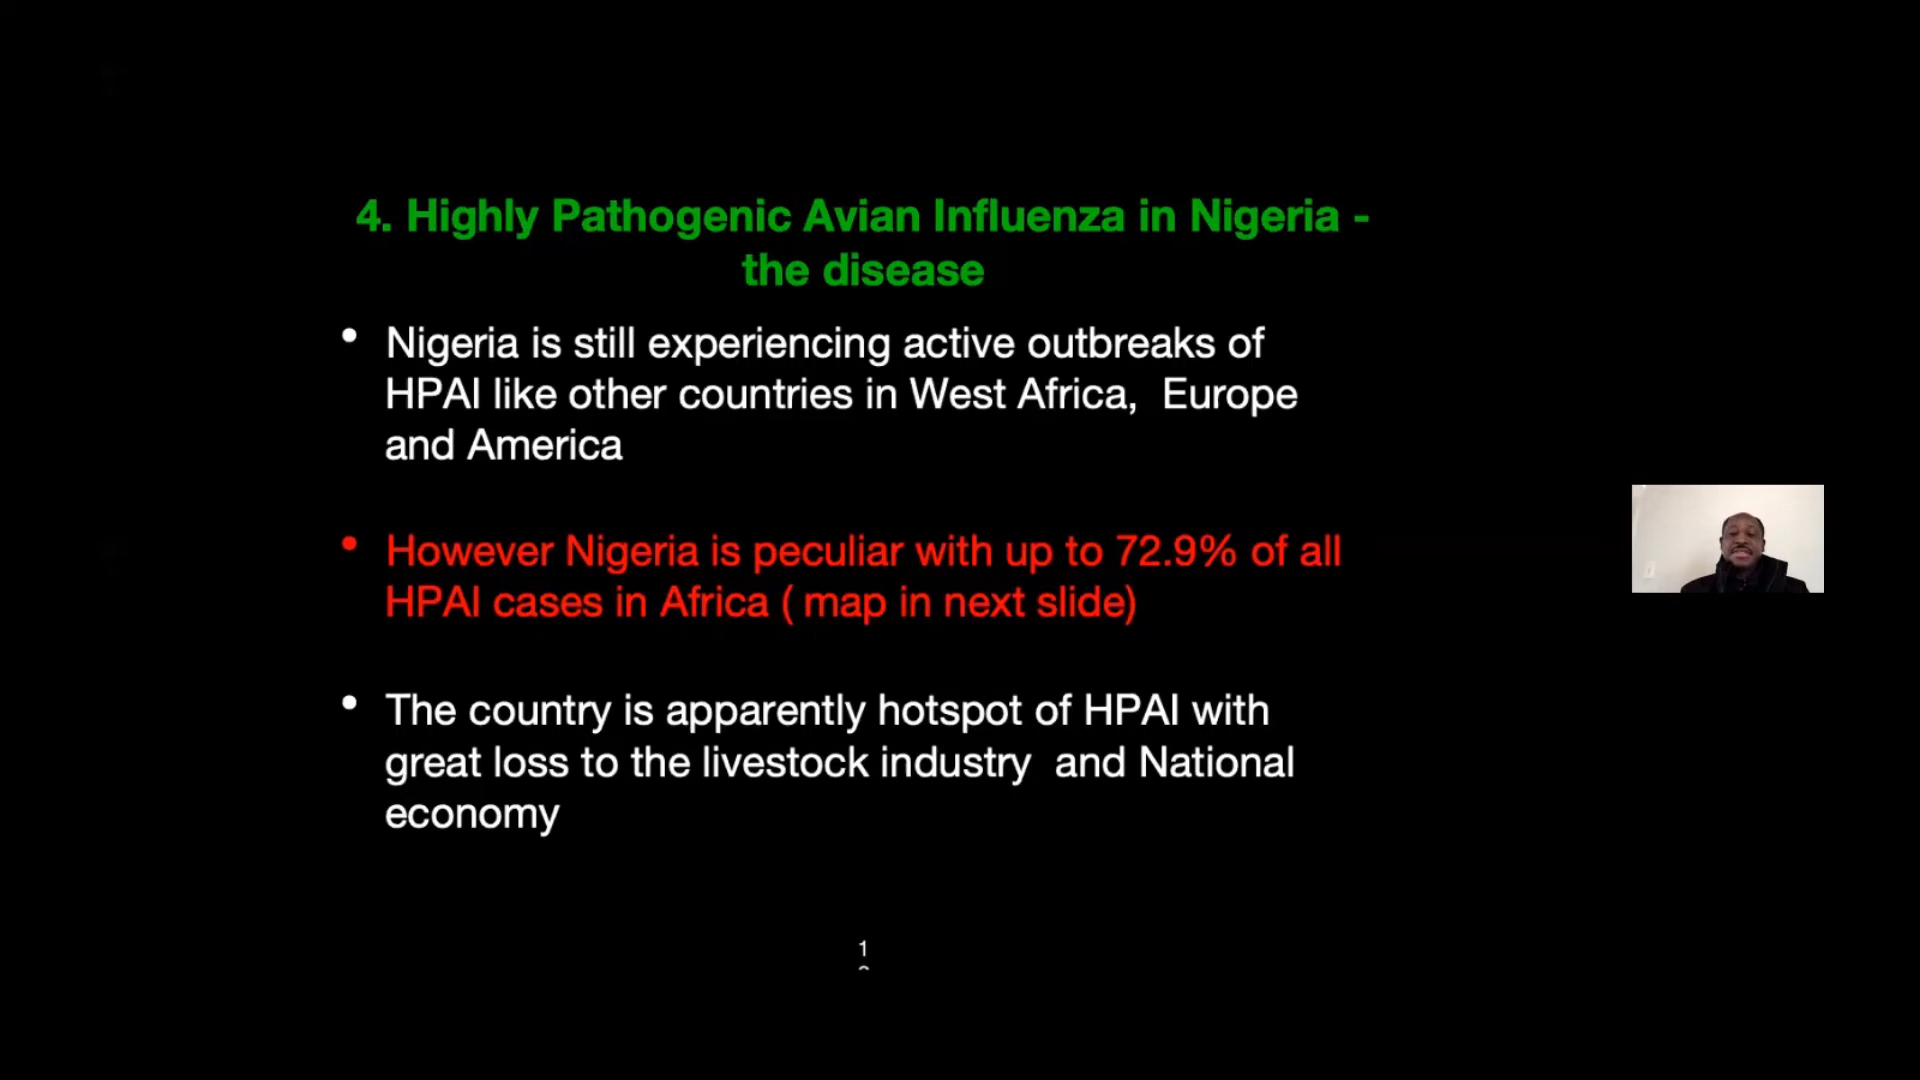 4. Highly Pathogenic Avian Influenza in Nigeria -
the disease
• Nigeria is still experiencing active outbreaks of
HPAI like other countries in West Africa,  Europe
and America
• However Nigeria is peculiar with up to 72.9% of all
HPAI cases in Africa ( map in next slide)
• The country is apparently hotspot of HPAI with
great loss to the livestock industry  and National
economy
1